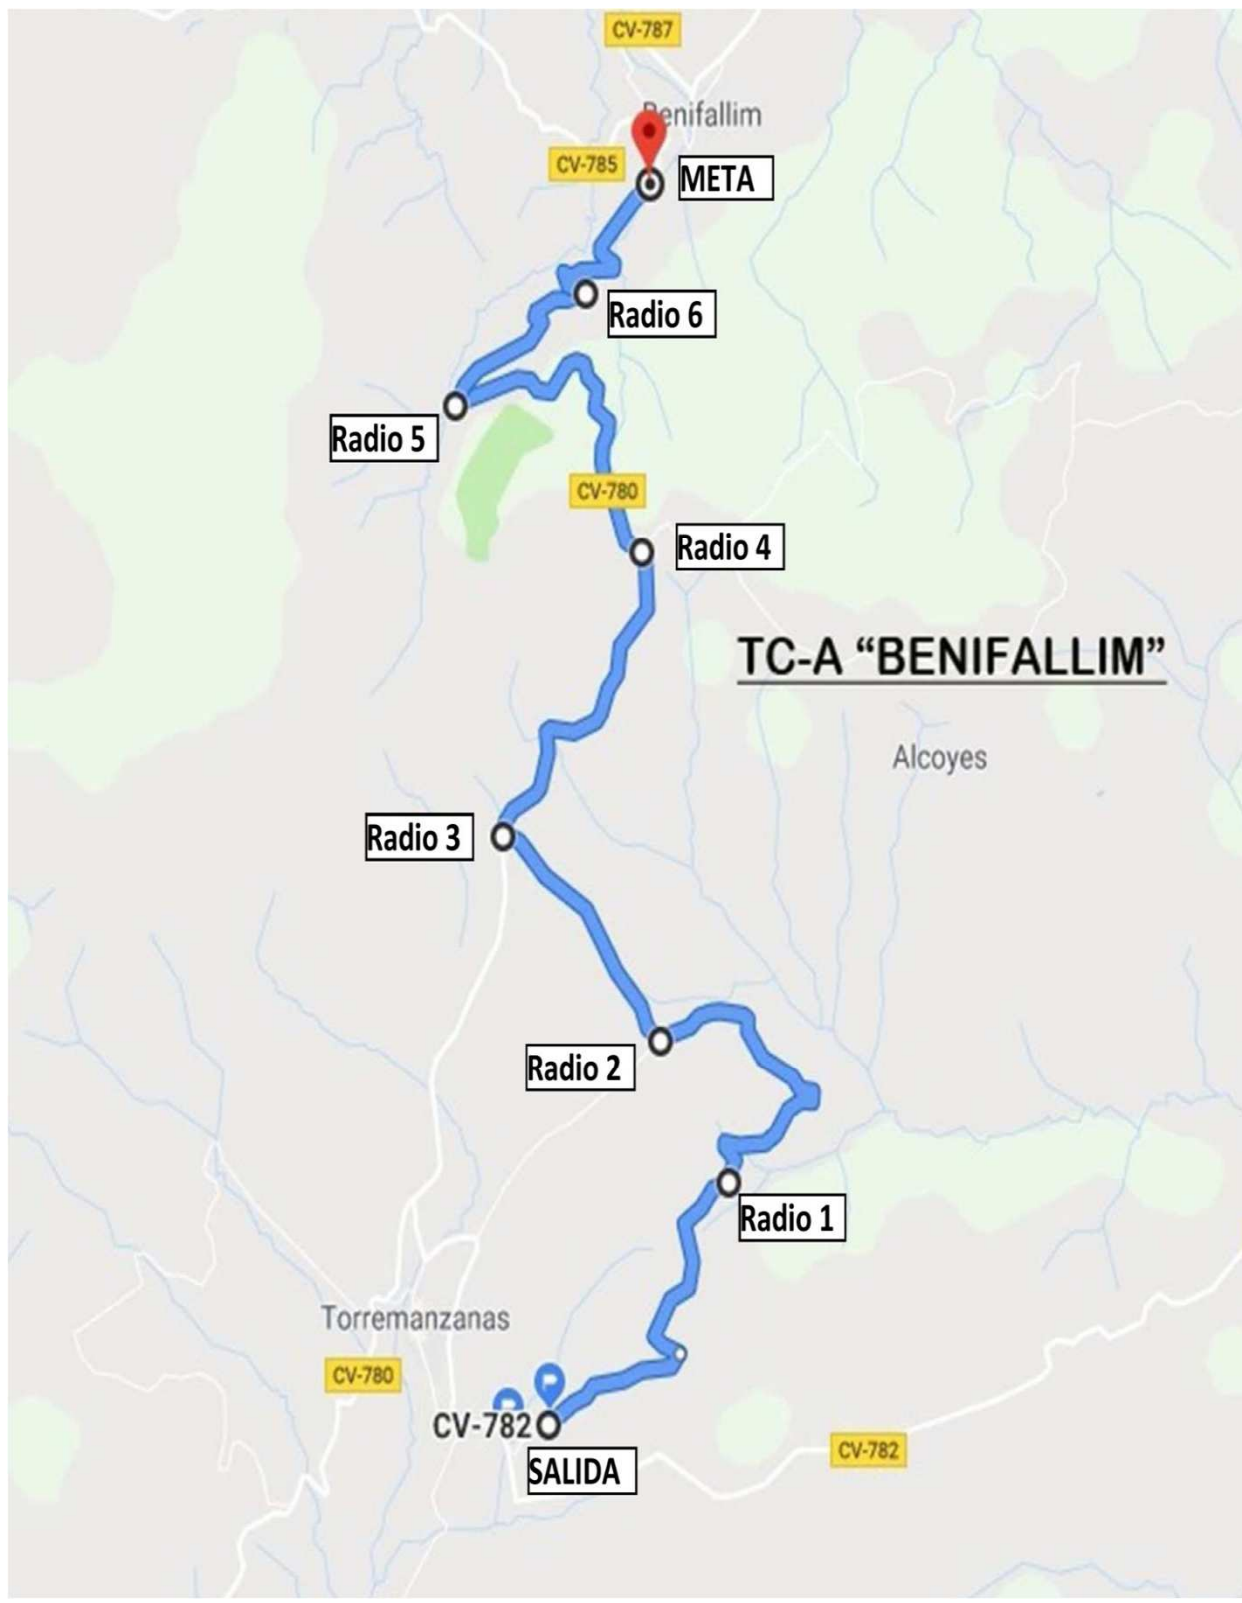 CV-787
Benifallim
CV-785
META
Radio 6
Radio 5
CV-780
Radio 4
TC-A “BENIFALLIM”
Alcoyes
Radio 3
Radio 2
Radio 1
Torremanzanas
CV-780
CV-782
SALIDA
CV-782